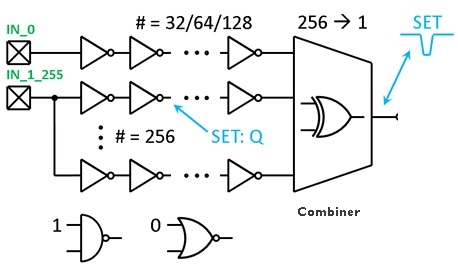 IN_0
# = 32/64/128
256 → 1
SET
IN_1_255
# = 256
SET: Q
Combiner
1
0